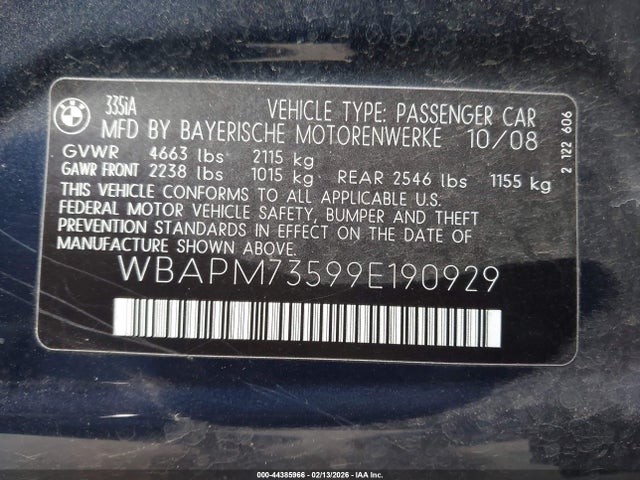 BMW
335iA
VEHICLE TYPE: PASSENGER CAR
MFD BY BAYERISCHE MOTORENWERKE 10/08
GVWR 4663 lbs 2115 kg
GAWR FRONT 2238 lbs 1015 kg REAR 2546 lbs 1155 kg
THIS VEHICLE CONFORMS TO ALL APPLICABLE U.S.
FEDERAL MOTOR VEHICLE SAFETY, BUMPER AND THEFT
PREVENTION STANDARDS IN EFFECT ON THE DATE OF
MANUFACTURE SHOWN ABOVE.
WBAPM73599E190929
2 122 606
000-44385966 - 02/13/2026 - IAA Inc.